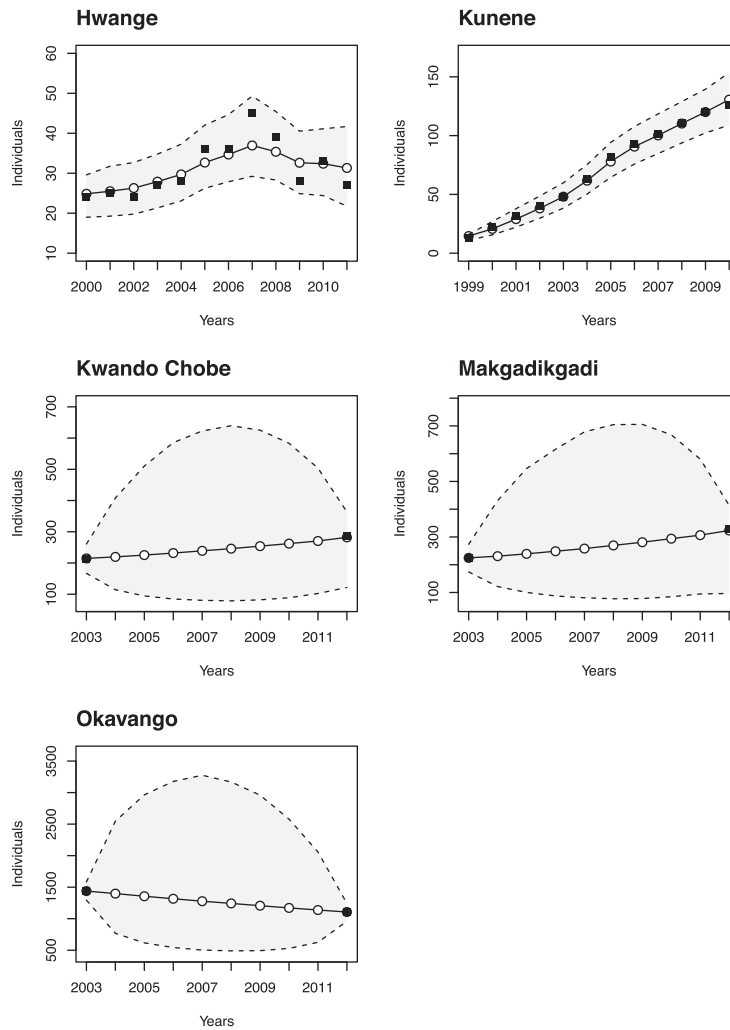 Hwange
Individuals
60
50
40
30
20
10
2000 2002 2004 2006 2008 2010
Years
Kunene
Individuals
150
100
50
0
1999 2001 2003 2005 2007 2009
Years
Kwando Chobe
Individuals
700
500
300
100
2003 2005 2007 2009 2011
Years
Makgadikgadi
Individuals
700
500
300
100
2003 2005 2007 2009 2011
Years
Okavango
Individuals
3500
2500
1500
500
2003 2005 2007 2009 2011
Years